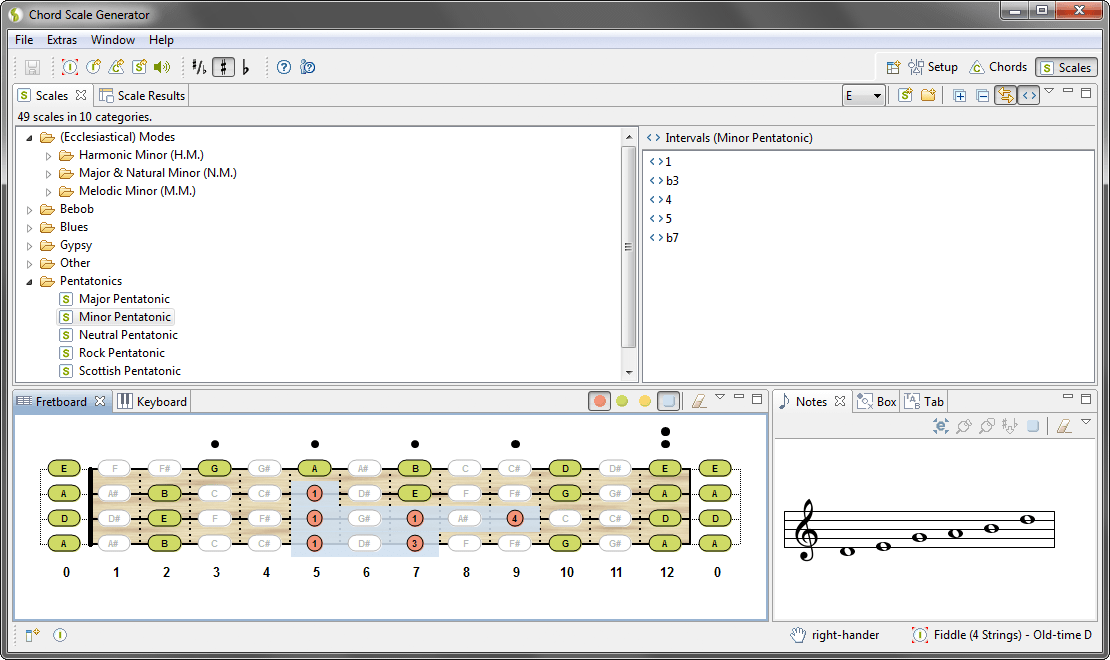 Chord Scale Generator
File Extras Window Help
Setup Chords Scales
Scales Scale Results E
49 scales in 10 categories.
(Ecclesiastical) Modes
Harmonic Minor (H.M.)
Major & Natural Minor (N.M.)
Melodic Minor (M.M.)
Bebob
Blues
Gypsy
Other
Pentatonics
Major Pentatonic
Minor Pentatonic
Neutral Pentatonic
Rock Pentatonic
Scottish Pentatonic
Intervals (Minor Pentatonic)
1
b3
4
5
b7
Fretboard Keyboard
E F F# G G# A A# B C C# D D# E E
A A# B C C# 1 D# E F F# G G# A A
D D# E F F# 1 G# 1 A# 4 C C# D D
A A# B C C# 1 D# 3 F F# G G# A A
0 1 2 3 4 5 6 7 8 9 10 11 12 0
Notes Box Tab
right-hander Fiddle (4 Strings) - Old-time D